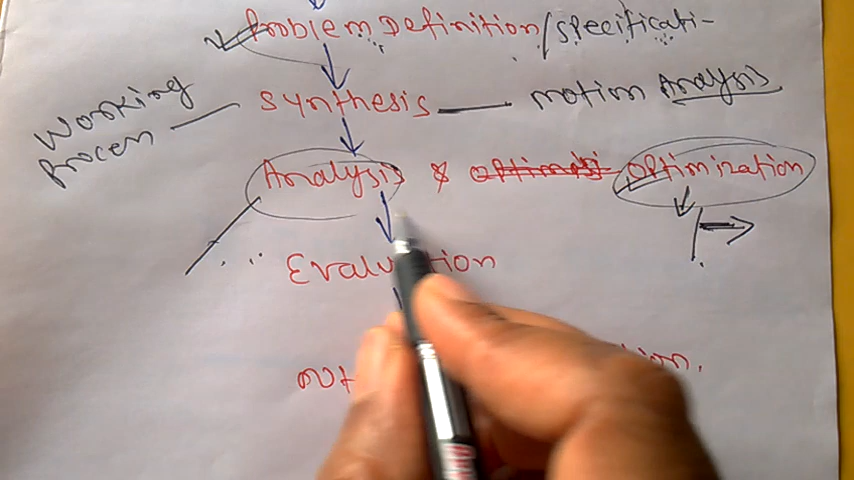 Problem Definition/specificati-
Working
Process
synthesis — motion Analysis
Analysis & optimization
Evaluation